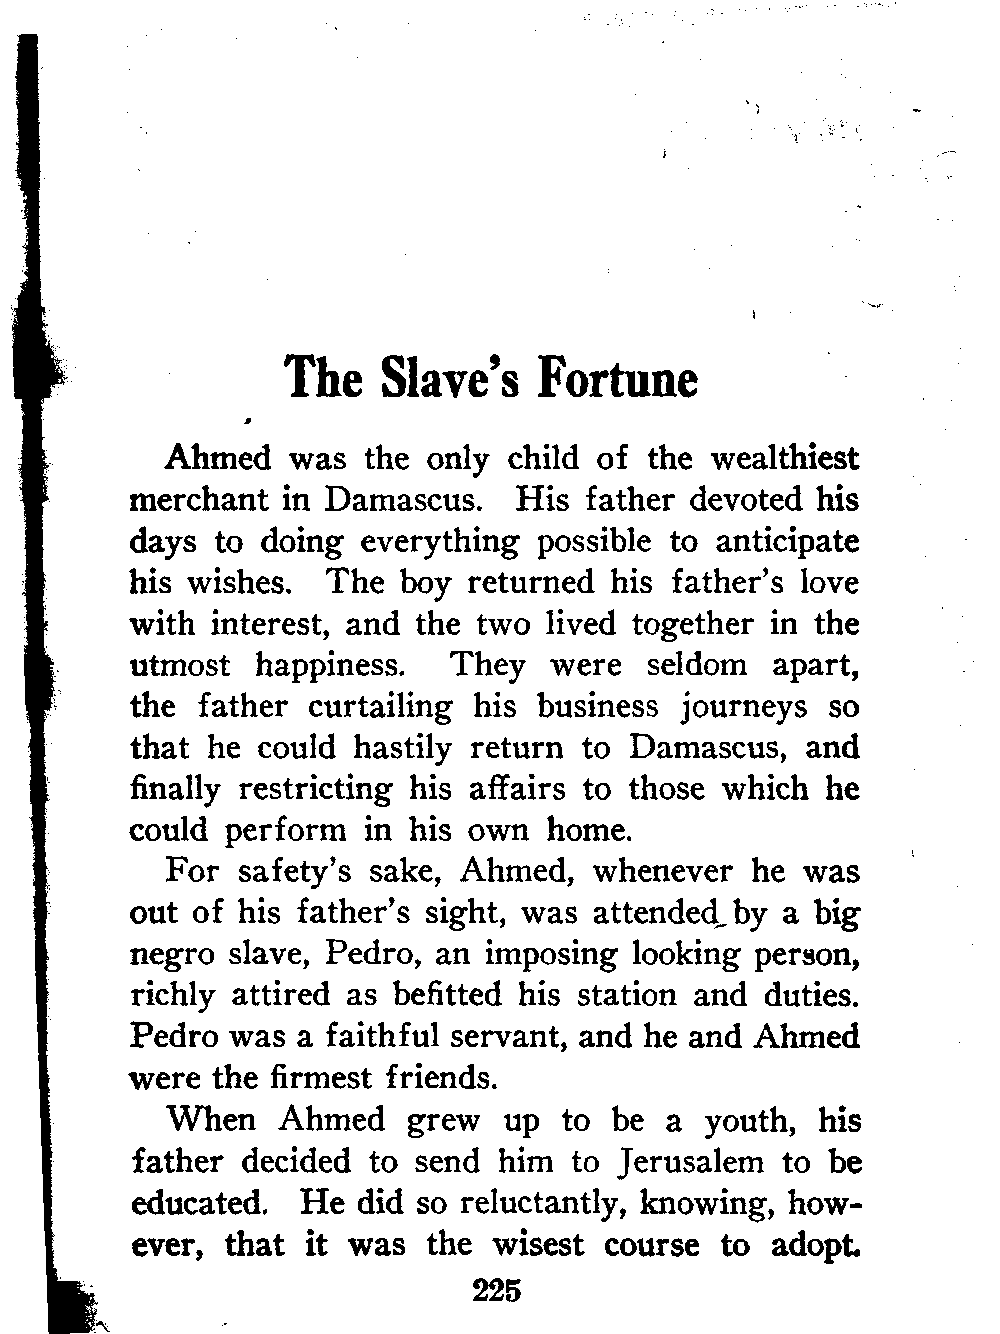 The Slave's Fortune
Ahmed was the only child of the wealthiest
merchant in Damascus. His father devoted his
days to doing everything possible to anticipate
his wishes. The boy returned his father's love
with interest, and the two lived together in the
utmost happiness. They were seldom apart,
the father curtailing his business journeys so
that he could hastily return to Damascus, and
finally restricting his affairs to those which he
could perform in his own home.
For safety's sake, Ahmed, whenever he was
out of his father's sight, was attended by a big
negro slave, Pedro, an imposing looking person,
richly attired as befitted his station and duties.
Pedro was a faithful servant, and he and Ahmed
were the firmest friends.
When Ahmed grew up to be a youth, his
father decided to send him to Jerusalem to be
educated. He did so reluctantly, knowing, how-
ever, that it was the wisest course to adopt.
225